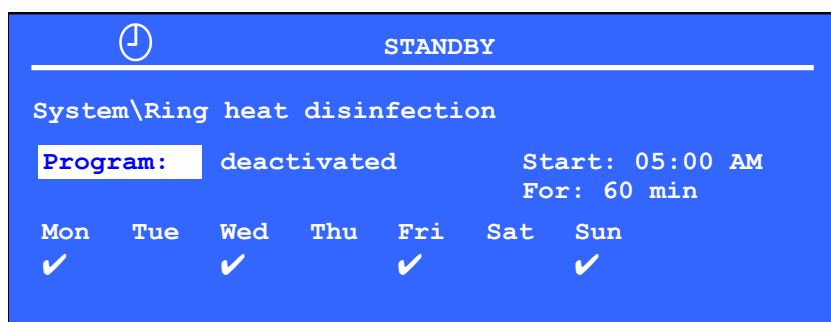 STANDBY
System\Ring heat disinfection
Program: deactivated Start: 05:00 AM
For: 60 min
Mon Tue Wed Thu Fri Sat Sun
✔ ✔ ✔ ✔